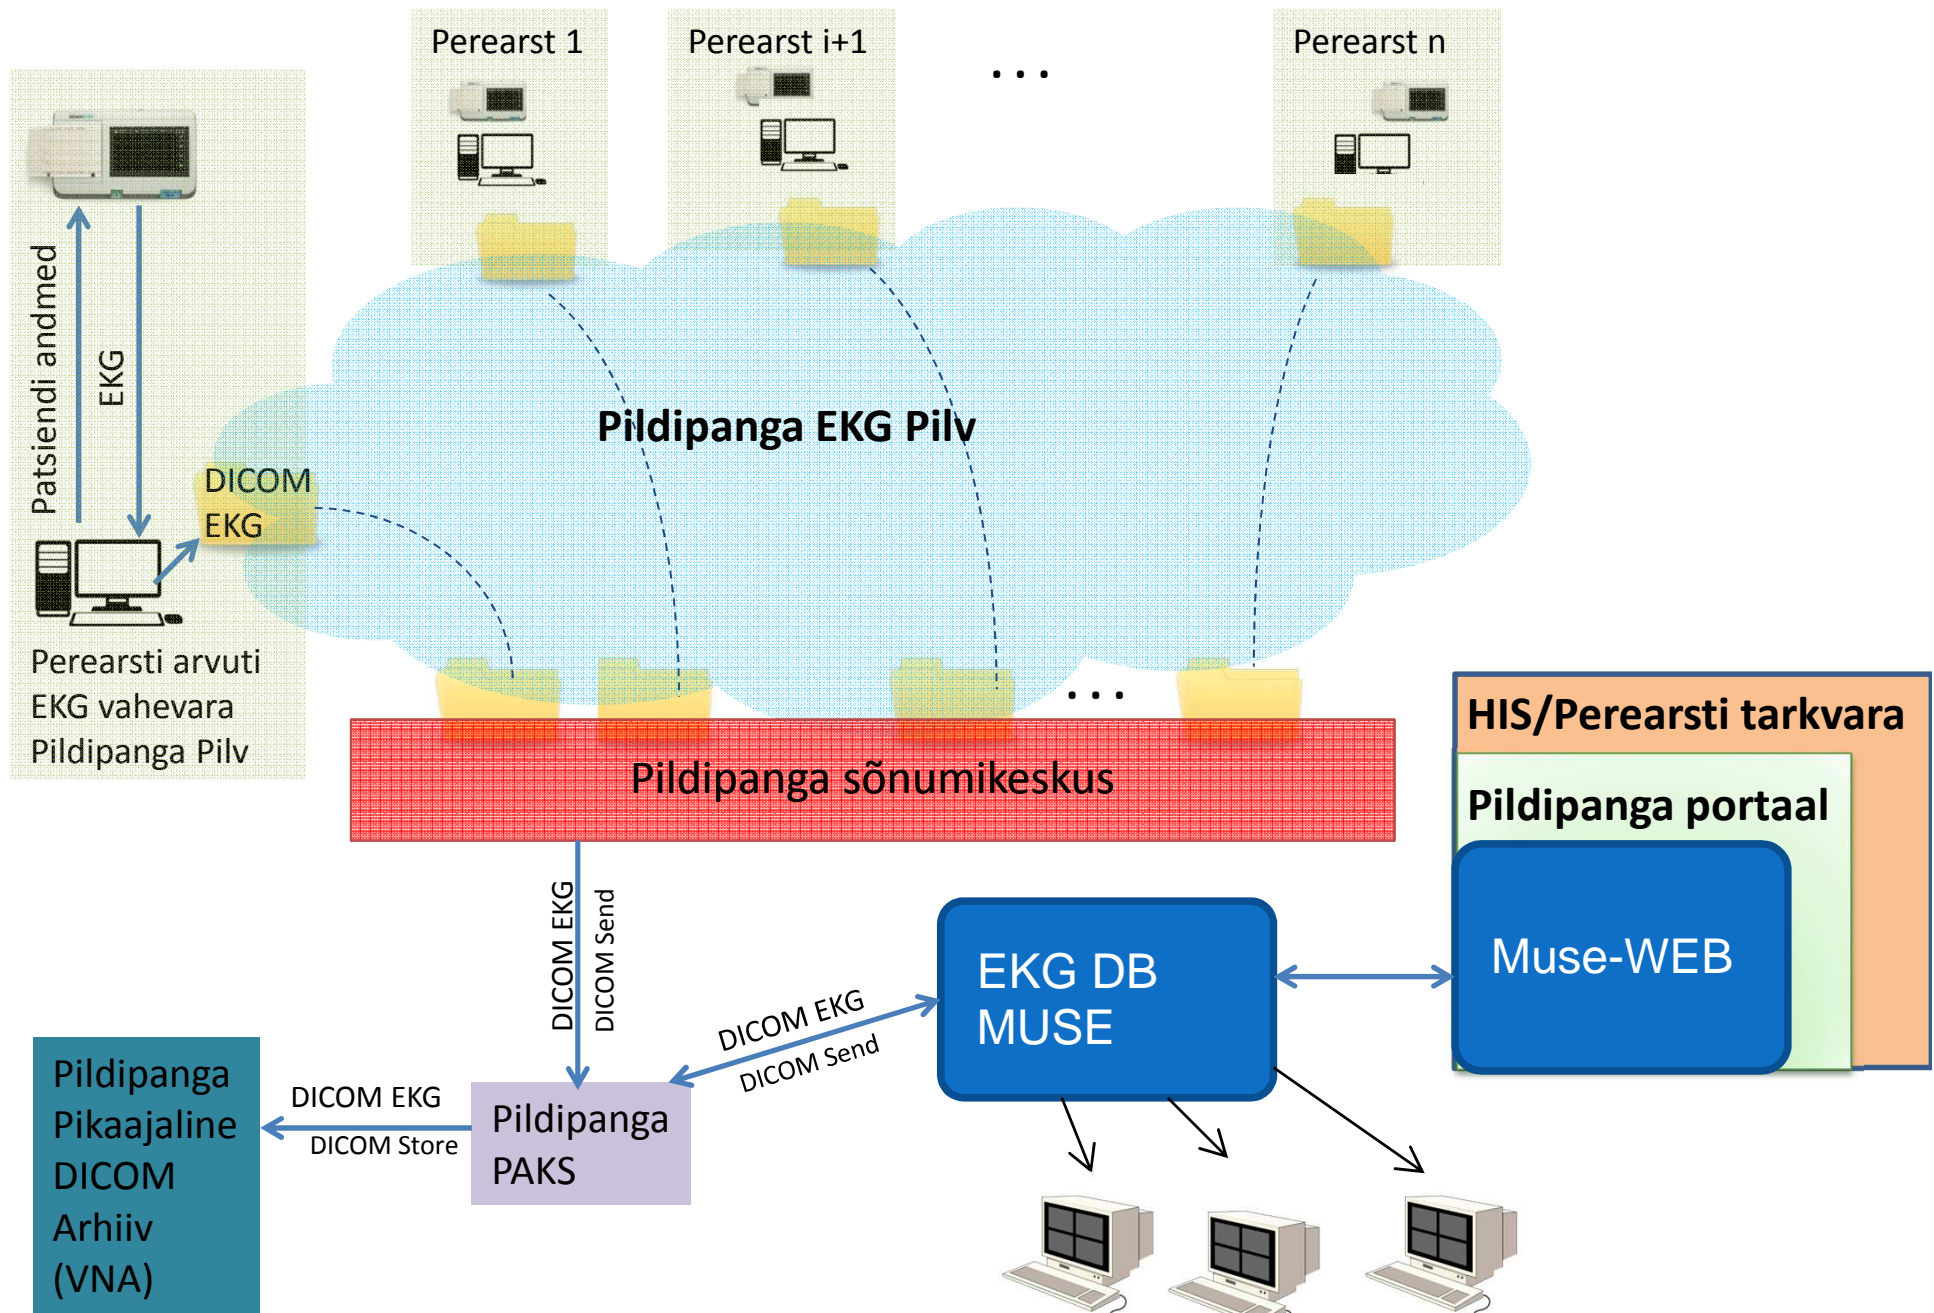 Perearst 1
Perearst i+1
. . .
Perearst n
Patsiendi andmed
EKG
DICOM
EKG
Pildipanga EKG Pilv
Perearsti arvuti
EKG vahevara
Pildipanga Pilv
. . .
Pildipanga sõnumikeskus
HIS/Perearsti tarkvara
Pildipanga portaal
Muse-WEB
DICOM EKG
DICOM Send
EKG DB
MUSE
DICOM EKG
DICOM Send
Pildipanga
PAKS
DICOM EKG
DICOM Store
Pildipanga
Pikaajaline
DICOM
Arhiiv
(VNA)